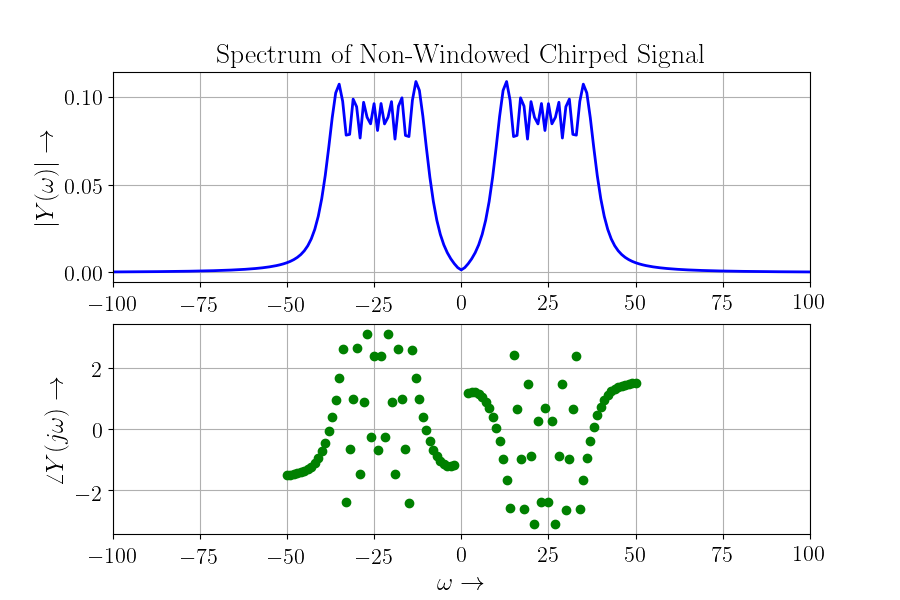 Spectrum of Non-Windowed Chirped Signal
|Y(ω)| →
0.10
0.05
0.00
−100 −75 −50 −25 0 25 50 75 100
∠Y(jω) →
2
0
−2
−100 −75 −50 −25 0 25 50 75 100
ω →